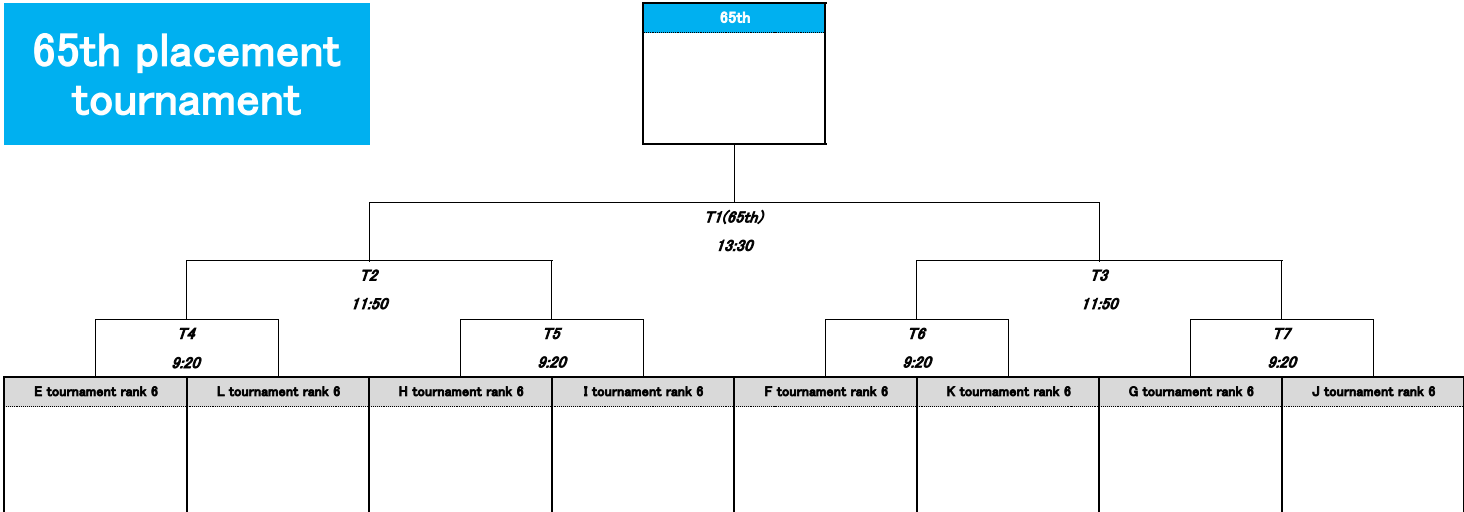 65th placement
tournament
65th
T1(65th)
13:30
T2
T3
11:50
11:50
T4
T5
T6
T7
9:20
9:20
9:20
9:20
E tournament rank 6
L tournament rank 6
H tournament rank 6
I tournament rank 6
F tournament rank 6
K tournament rank 6
G tournament rank 6
J tournament rank 6